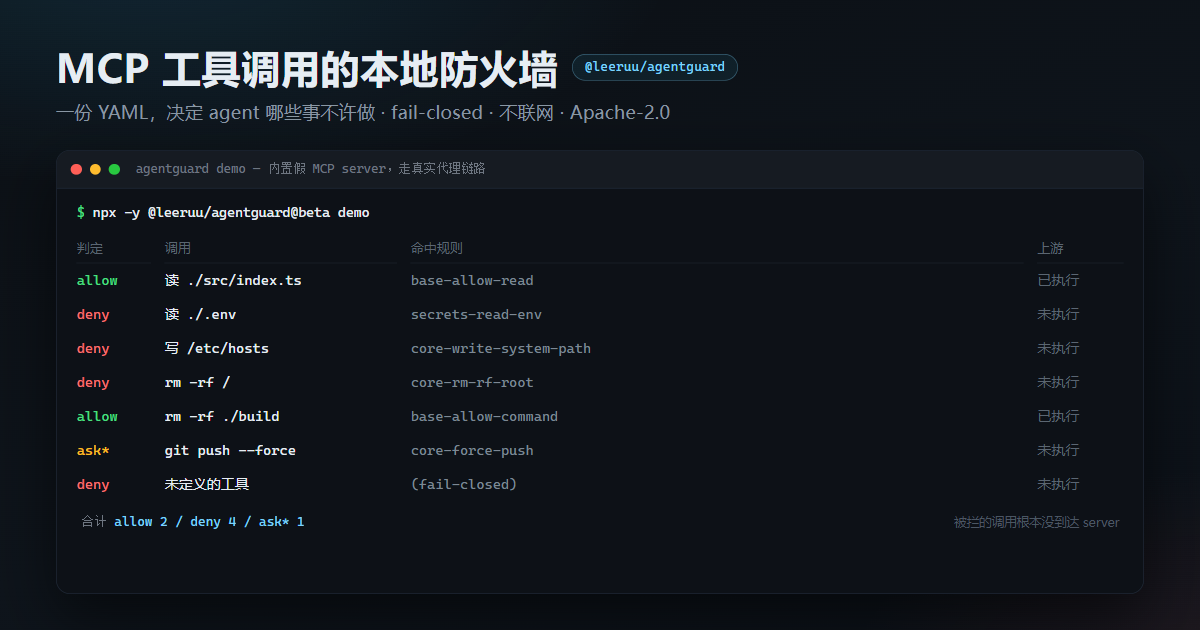 MCP 工具调用的本地防火墙 @leeruu/agentguard
一份 YAML，决定 agent 哪些事不许做 · fail-closed · 不联网 · Apache-2.0
agentguard demo — 内置假 MCP server，走真实代理链路
$ npx -y @leeruu/agentguard@beta demo
判定 调用 命中规则 上游
allow 读 ./src/index.ts base-allow-read 已执行
deny 读 ./.env secrets-read-env 未执行
deny 写 /etc/hosts core-write-system-path 未执行
deny rm -rf / core-rm-rf-root 未执行
allow rm -rf ./build base-allow-command 已执行
ask* git push --force core-force-push 未执行
deny 未定义的工具 (fail-closed) 未执行
合计 allow 2 / deny 4 / ask* 1 被拦的调用根本没到达 server